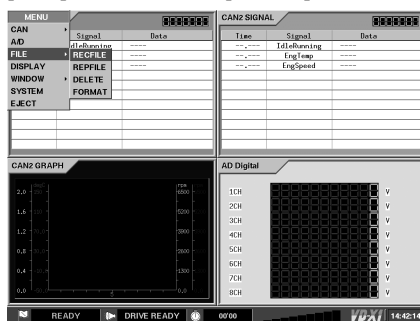 MENU
CAN
A/D
FILE
DISPLAY
WINDOW
SYSTEM
EJECT
RECFILE
REPFILE
DELETE
FORMAT
Signal Data
IdleRunning ----
----
----
CAN2 SIGNAL
Time Signal Data
--.--- IdleRunning ----
--.--- EngTemp ----
--.--- EngSpeed ----
CAN2 GRAPH
rpm
2.0 6500
1.6 5200
1.2 3900
0.8 2600
0.4 1300
0.0 0.0
AD Digital
1CH V
2CH V
3CH V
4CH V
5CH V
6CH V
7CH V
8CH V
READY DRIVE READY 00'00 14:42:14